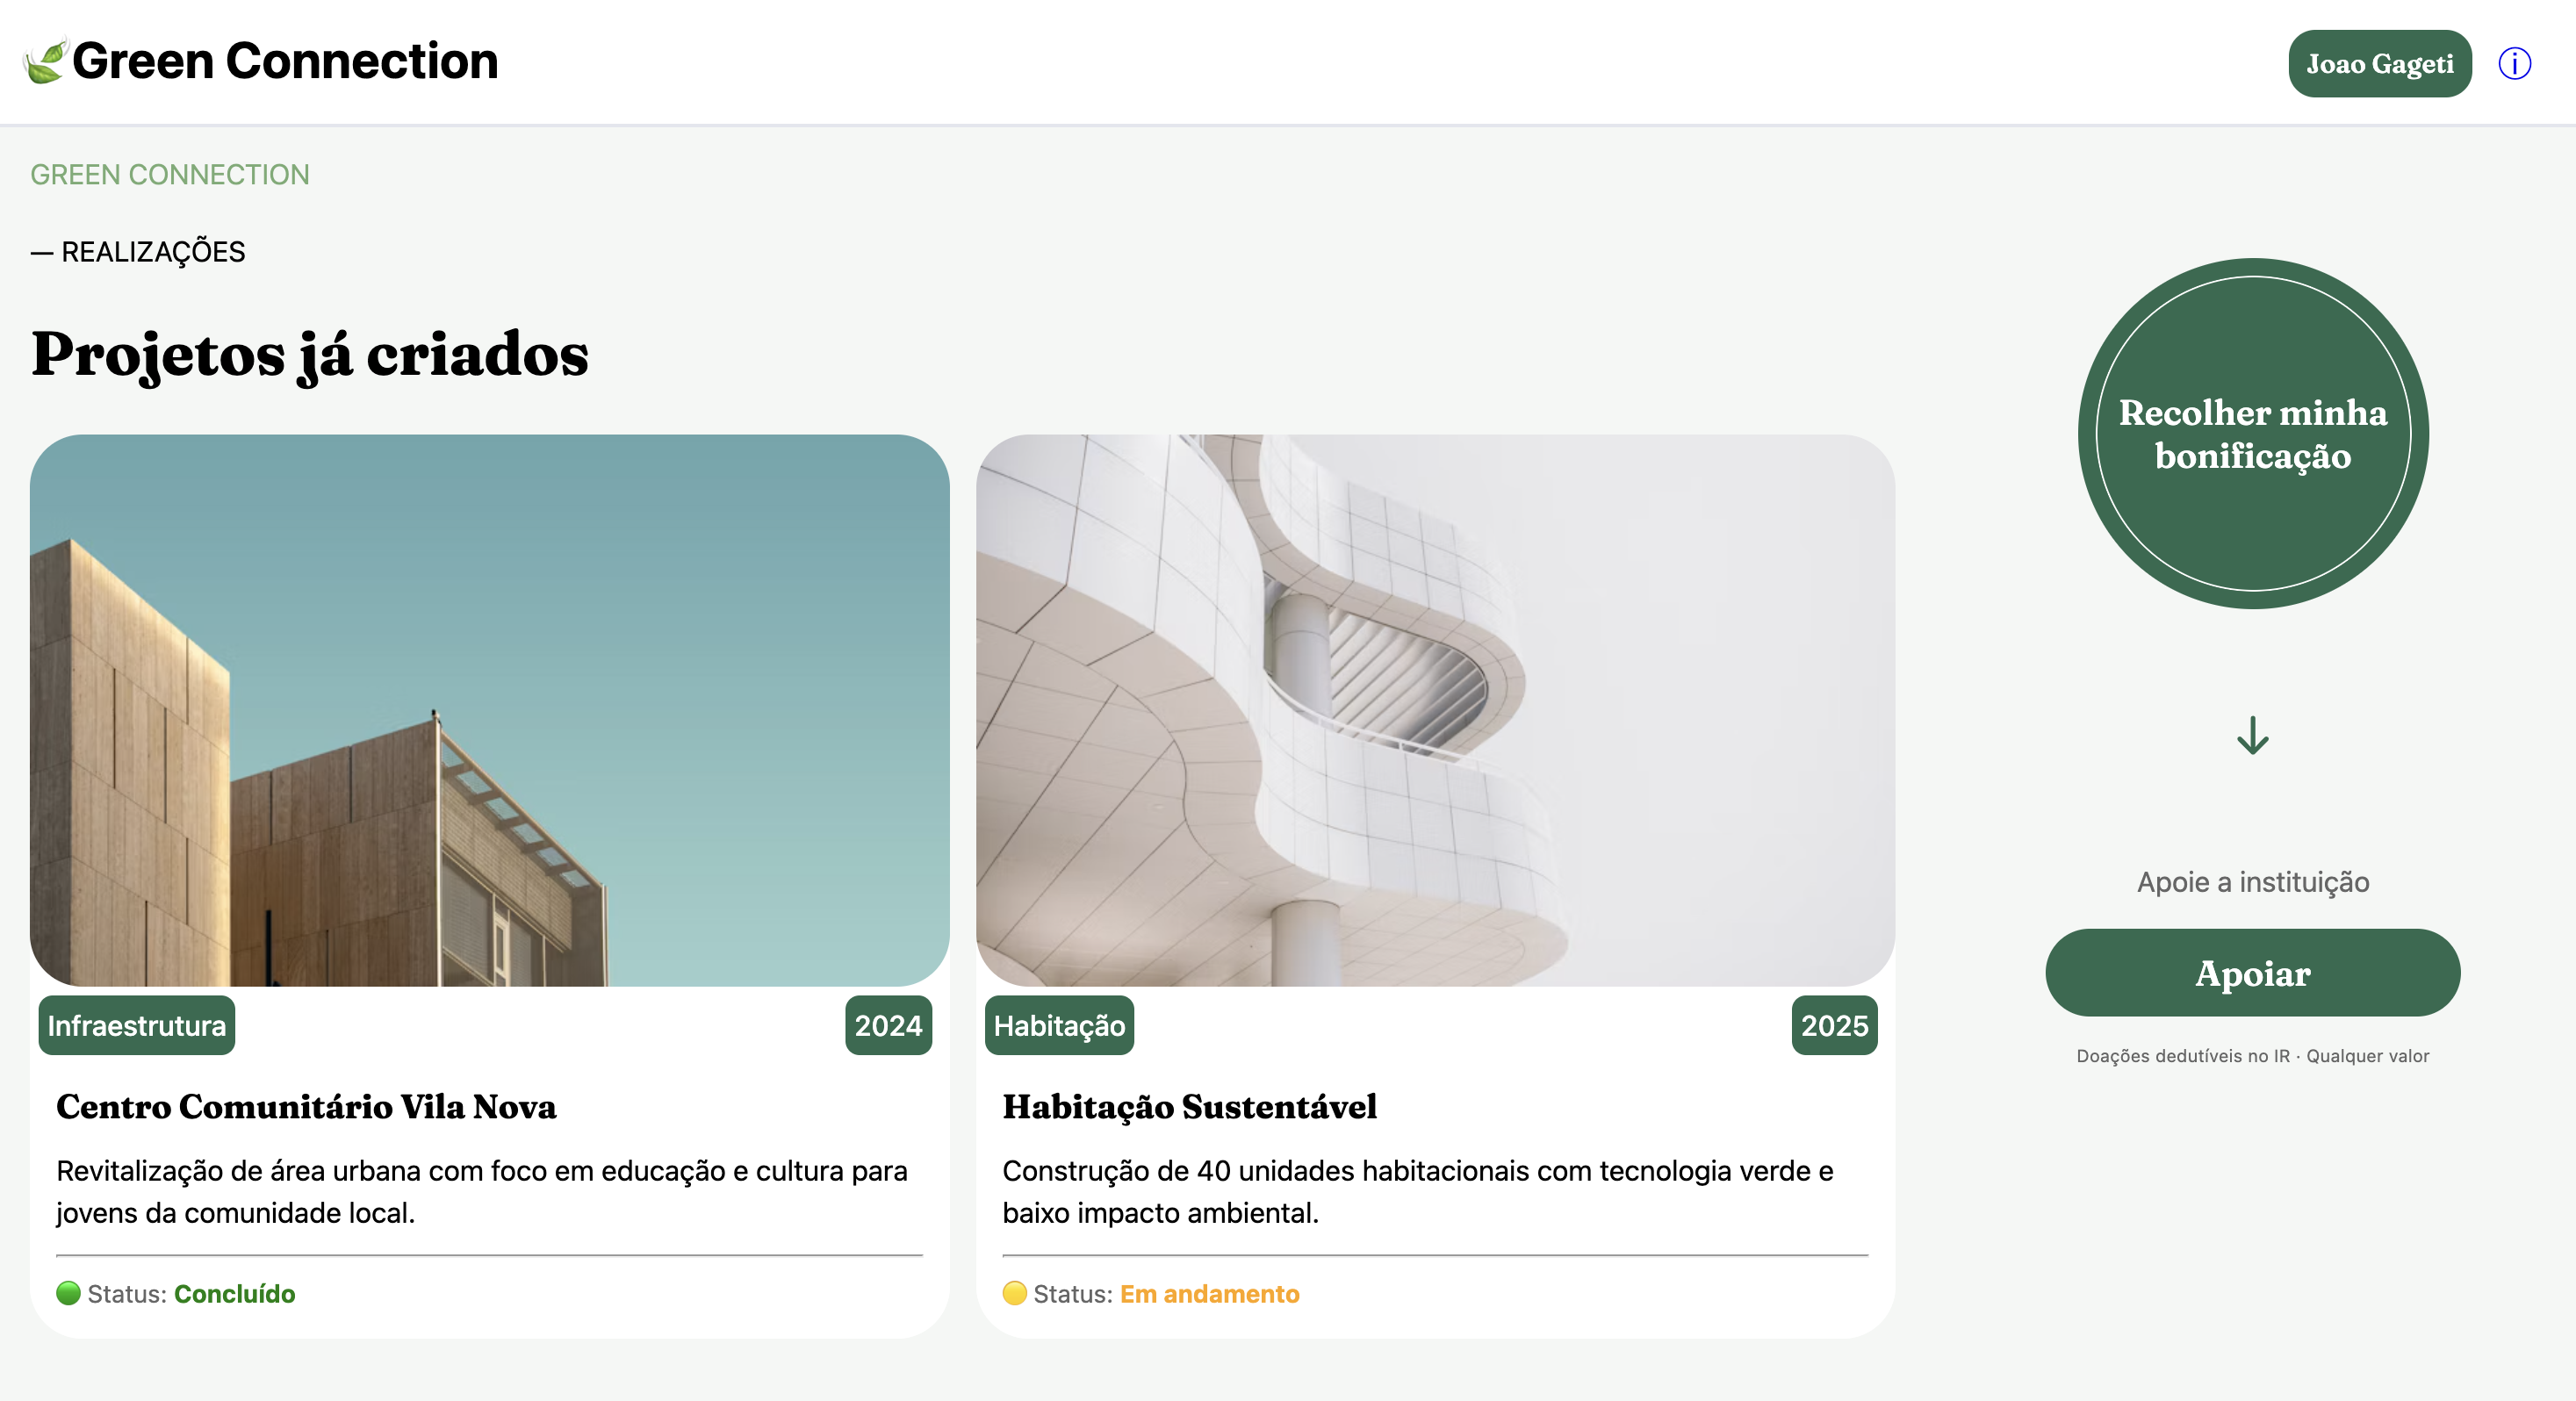 Green Connection
Joao Gageti
GREEN CONNECTION
— REALIZAÇÕES
Projetos já criados
Infraestrutura
2024
Centro Comunitário Vila Nova
Revitalização de área urbana com foco em educação e cultura para
jovens da comunidade local.
Status: Concluído
Habitação
2025
Habitação Sustentável
Construção de 40 unidades habitacionais com tecnologia verde e
baixo impacto ambiental.
Status: Em andamento
Recolher minha
bonificação
Apoie a instituição
Apoiar
Doações dedutíveis no IR · Qualquer valor